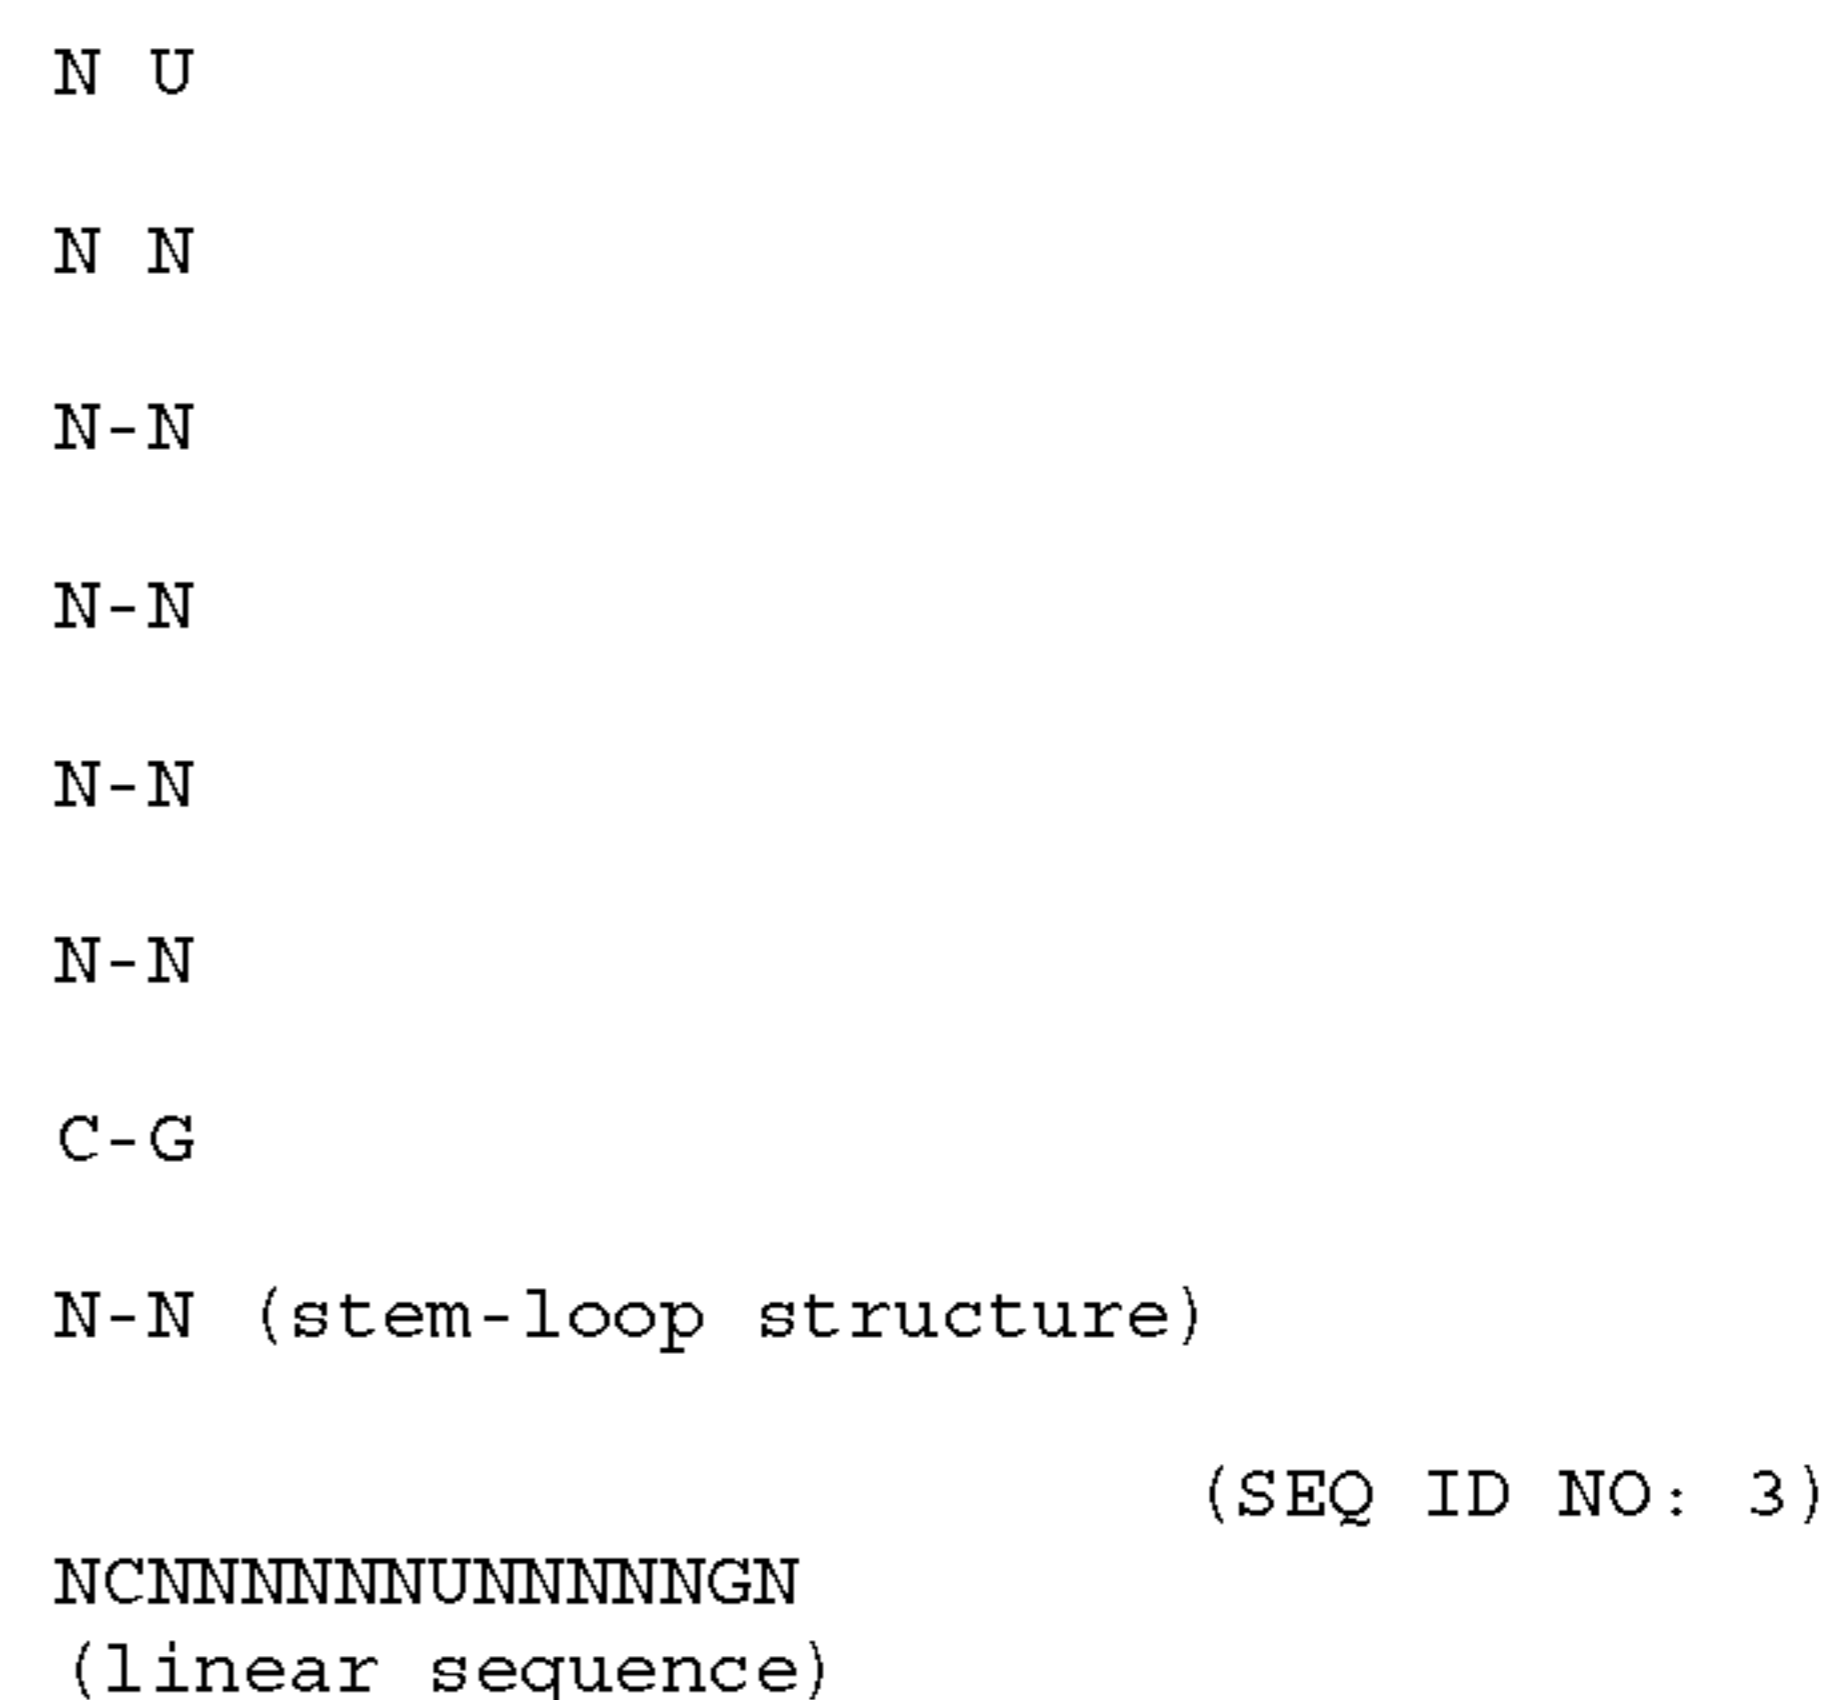 N U
N N
N-N
N-N
N-N
N-N
C-G
N-N (stem-loop structure)
(SEQ ID NO: 3)
NCNNNNNNUNNNNNGN
(linear sequence)